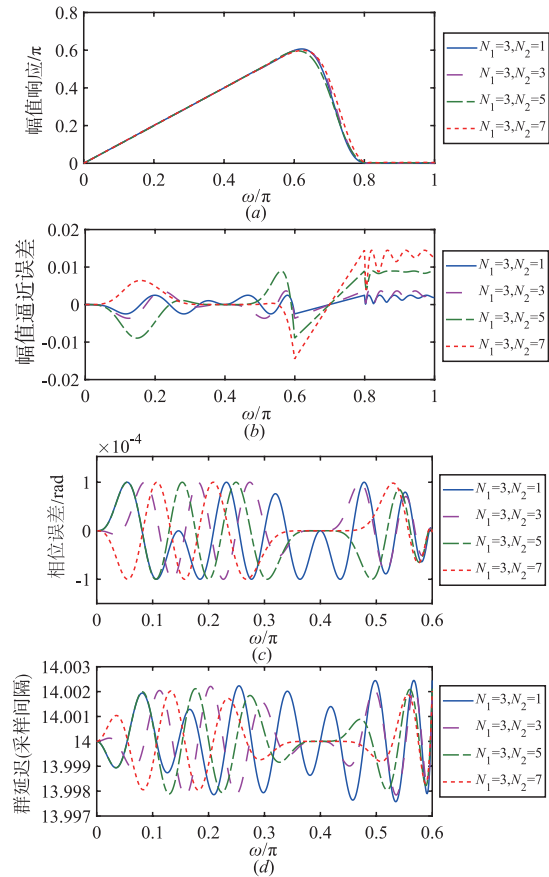 幅值响应/π
0.8
0.6
0.4
0.2
0
0 0.2 0.4 0.6 0.8 1
ω/π
(a)
N₁=3,N₂=1
N₁=3,N₂=3
N₁=3,N₂=5
N₁=3,N₂=7
幅值逼近误差
0.02
0.01
0
-0.01
-0.02
0 0.2 0.4 0.6 0.8 1
ω/π
(b)
N₁=3,N₂=1
N₁=3,N₂=3
N₁=3,N₂=5
N₁=3,N₂=7
×10⁻⁴
相位误差/rad
1
0
-1
0 0.1 0.2 0.3 0.4 0.5 0.6
ω/π
(c)
N₁=3,N₂=1
N₁=3,N₂=3
N₁=3,N₂=5
N₁=3,N₂=7
群延迟(采样间隔)
14.003
14.002
14.001
14
13.999
13.998
13.997
0 0.1 0.2 0.3 0.4 0.5 0.6
ω/π
(d)
N₁=3,N₂=1
N₁=3,N₂=3
N₁=3,N₂=5
N₁=3,N₂=7